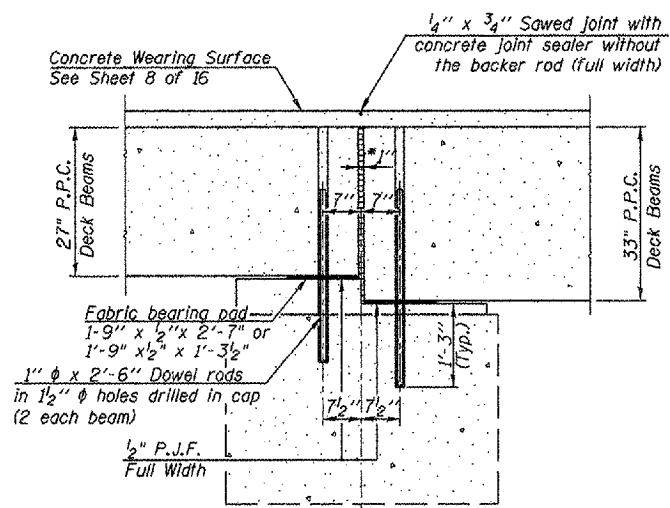 1/4" x 3/4" Sawed joint with
concrete joint sealer without
the backer rod (full width)
Concrete Wearing Surface
See Sheet 8 of 16
*1"
7" 7"
27" P.P.C.
Deck Beams
33" P.P.C.
Deck Beams
Fabric bearing pad
1-9" x 1/2" x 2'-7" or
1'-9" x 1/2" x 1'-3 1/2"
1'-3"
(Typ.)
1" ϕ x 2'-6" Dowel rods
in 1 1/2" ϕ holes drilled in cap
(2 each beam)
7 1/2" 7 1/2"
1/2" P.J.F.
Full Width